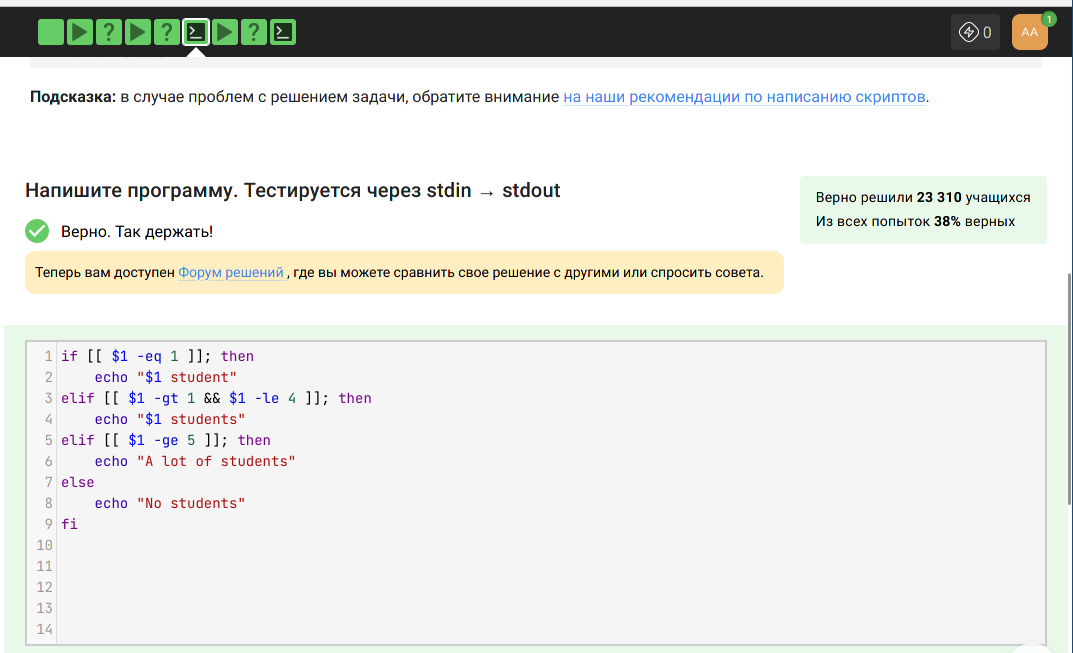 ? ? ?
0
AA
1
Подсказка: в случае проблем с решением задачи, обратите внимание на наши рекомендации по написанию скриптов.
Напишите программу. Тестируется через stdin → stdout
Верно решили 23 310 учащихся
Из всех попыток 38% верных
Верно. Так держать!
Теперь вам доступен Форум решений , где вы можете сравнить свое решение с другими или спросить совета.
1 if [[ $1 -eq 1 ]]; then
2     echo "$1 student"
3 elif [[ $1 -gt 1 && $1 -le 4 ]]; then
4     echo "$1 students"
5 elif [[ $1 -ge 5 ]]; then
6     echo "A lot of students"
7 else
8     echo "No students"
9 fi
10
11
12
13
14